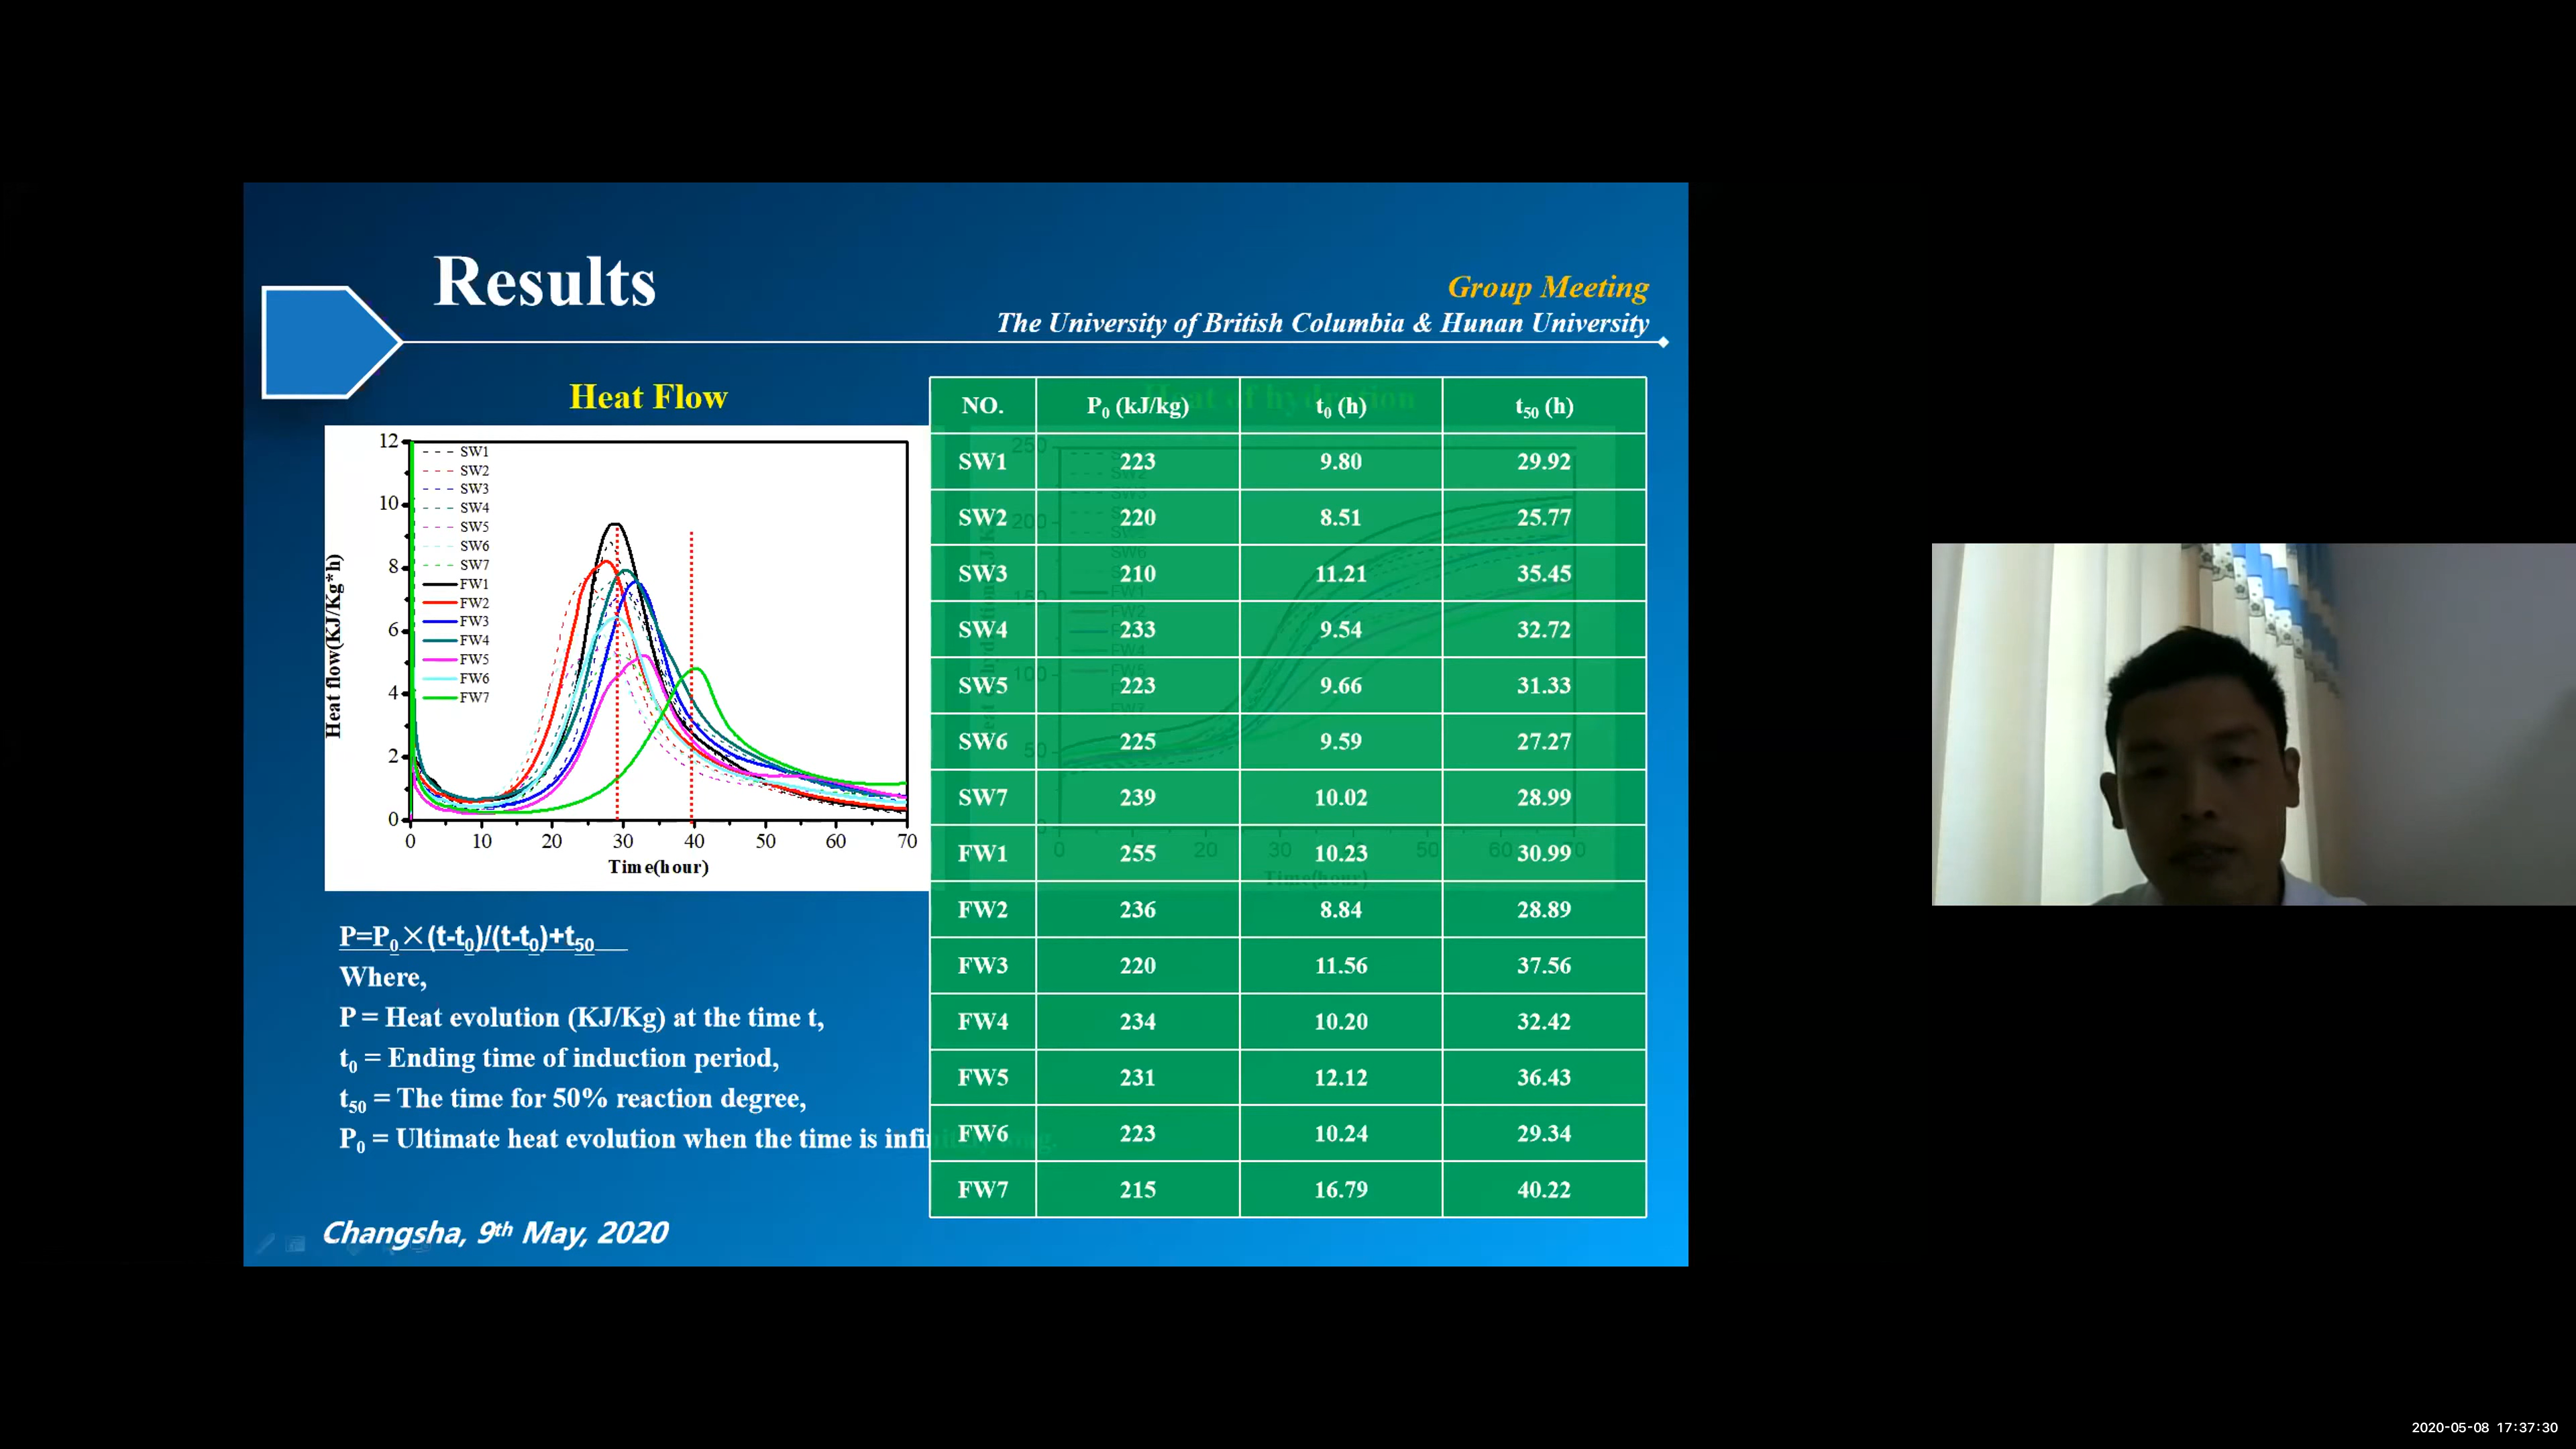 Results
Group Meeting
The University of British Columbia & Hunan University
Heat Flow
12
10
8
6
4
2
0
Heat flow(KJ/Kg*h)
SW1
SW2
SW3
SW4
SW5
SW6
SW7
FW1
FW2
FW3
FW4
FW5
FW6
FW7
0 10 20 30 40 50 60 70
Time(hour)
P=P0×(t-t0)/(t-t0)+t50
Where,
P = Heat evolution (KJ/Kg) at the time t,
t0 = Ending time of induction period,
t50 = The time for 50% reaction degree,
P0 = Ultimate heat evolution when the time is
NO. P0 (kJ/kg) t0 (h) t50 (h)
SW1 223 9.80 29.92
SW2 220 8.51 25.77
SW3 210 11.21 35.45
SW4 233 9.54 32.72
SW5 223 9.66 31.33
SW6 225 9.59 27.27
SW7 239 10.02 28.99
FW1 255 10.23 30.99
FW2 236 8.84 28.89
FW3 220 11.56 37.56
FW4 234 10.20 32.42
FW5 231 12.12 36.43
FW6 223 10.24 29.34
FW7 215 16.79 40.22
Changsha, 9th May, 2020
2020-05-08 17:37:30